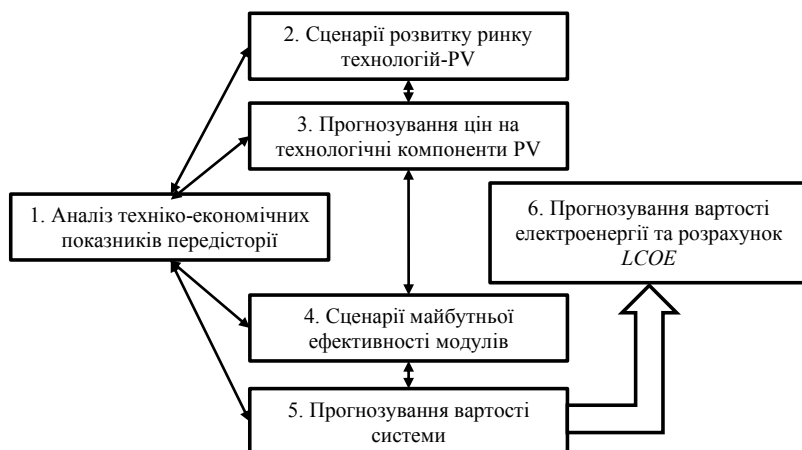 2. Сценарії розвитку ринку
технологій-PV
3. Прогнозування цін на
технологічні компоненти PV
1. Аналіз техніко-економічних
показників передісторії
6. Прогнозування вартості
електроенергії та розрахунок
LCOE
4. Сценарії майбутньої
ефективності модулів
5. Прогнозування вартості
системи